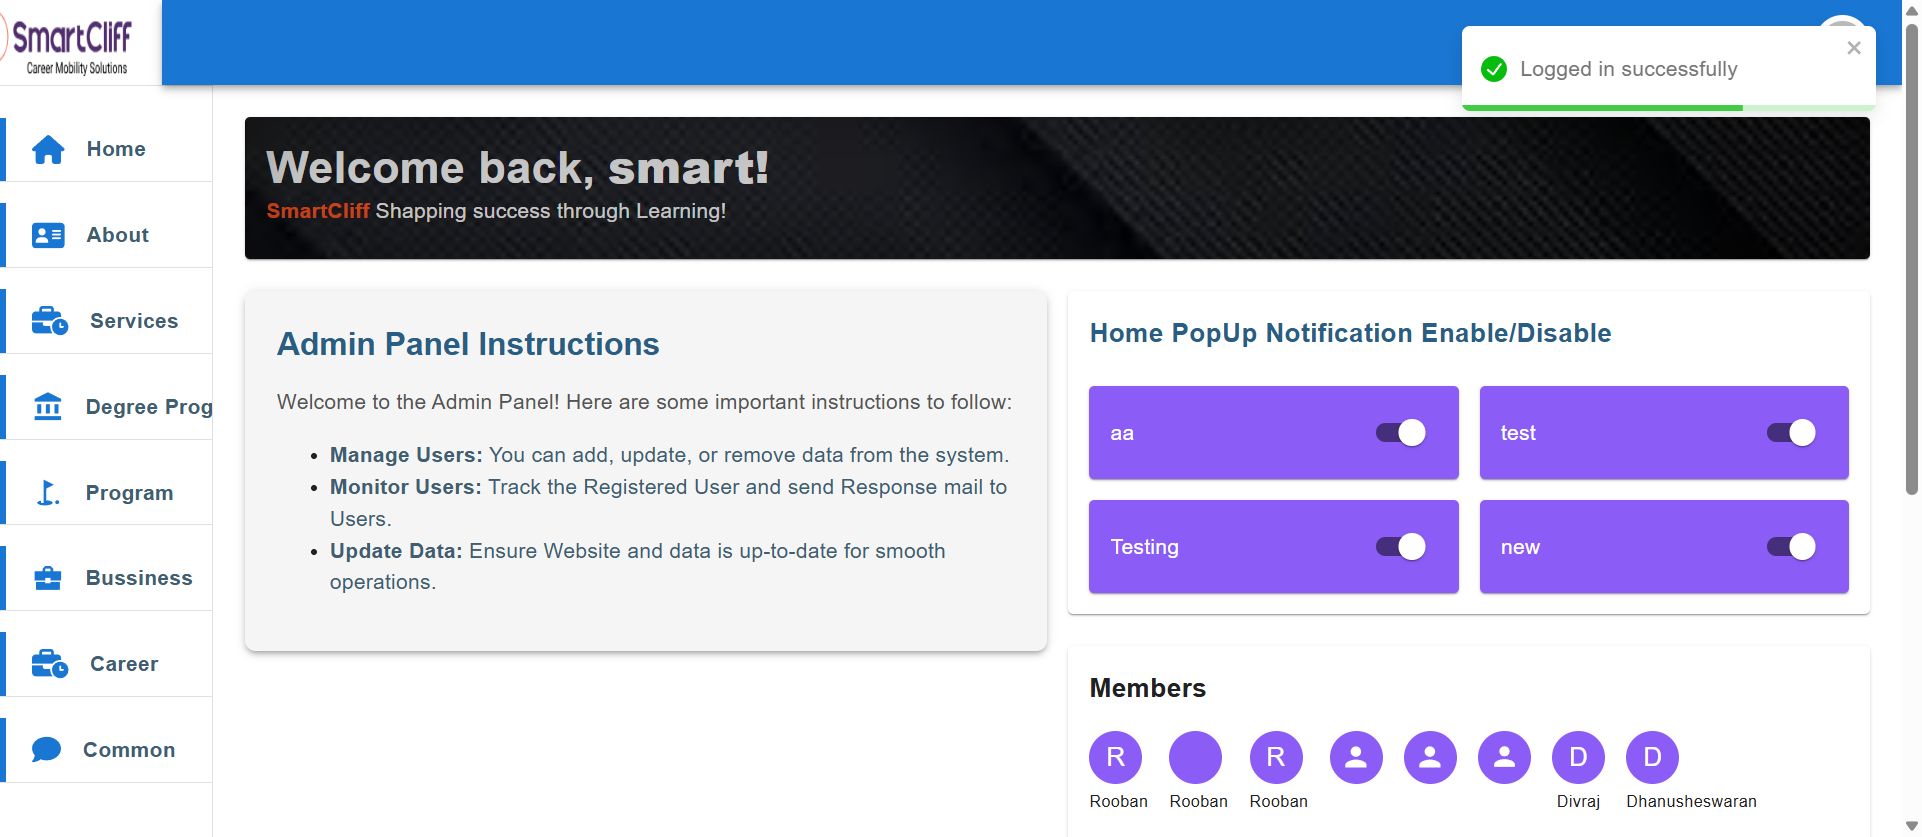 SmartCliff
Career Mobility Solutions
Logged in successfully
Home
About
Services
Degree Prog
Program
Bussiness
Career
Common
Welcome back, smart!
SmartCliff Shapping success through Learning!
Admin Panel Instructions
Welcome to the Admin Panel! Here are some important instructions to follow:
Manage Users: You can add, update, or remove data from the system.
Monitor Users: Track the Registered User and send Response mail to
Users.
Update Data: Ensure Website and data is up-to-date for smooth
operations.
Home PopUp Notification Enable/Disable
aa
test
Testing
new
Members
R
R
D
D
Rooban
Rooban
Rooban
Divraj
Dhanusheswaran